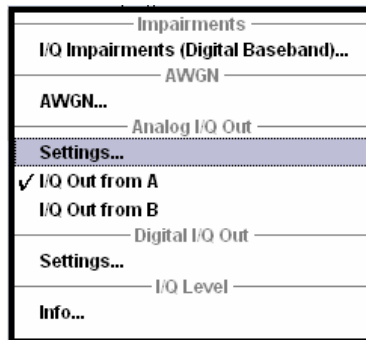 Impairments
I/Q Impairments (Digital Baseband)...
AWGN
AWGN...
Analog I/Q Out
Settings...
✓ I/Q Out from A
I/Q Out from B
Digital I/Q Out
Settings...
I/Q Level
Info...